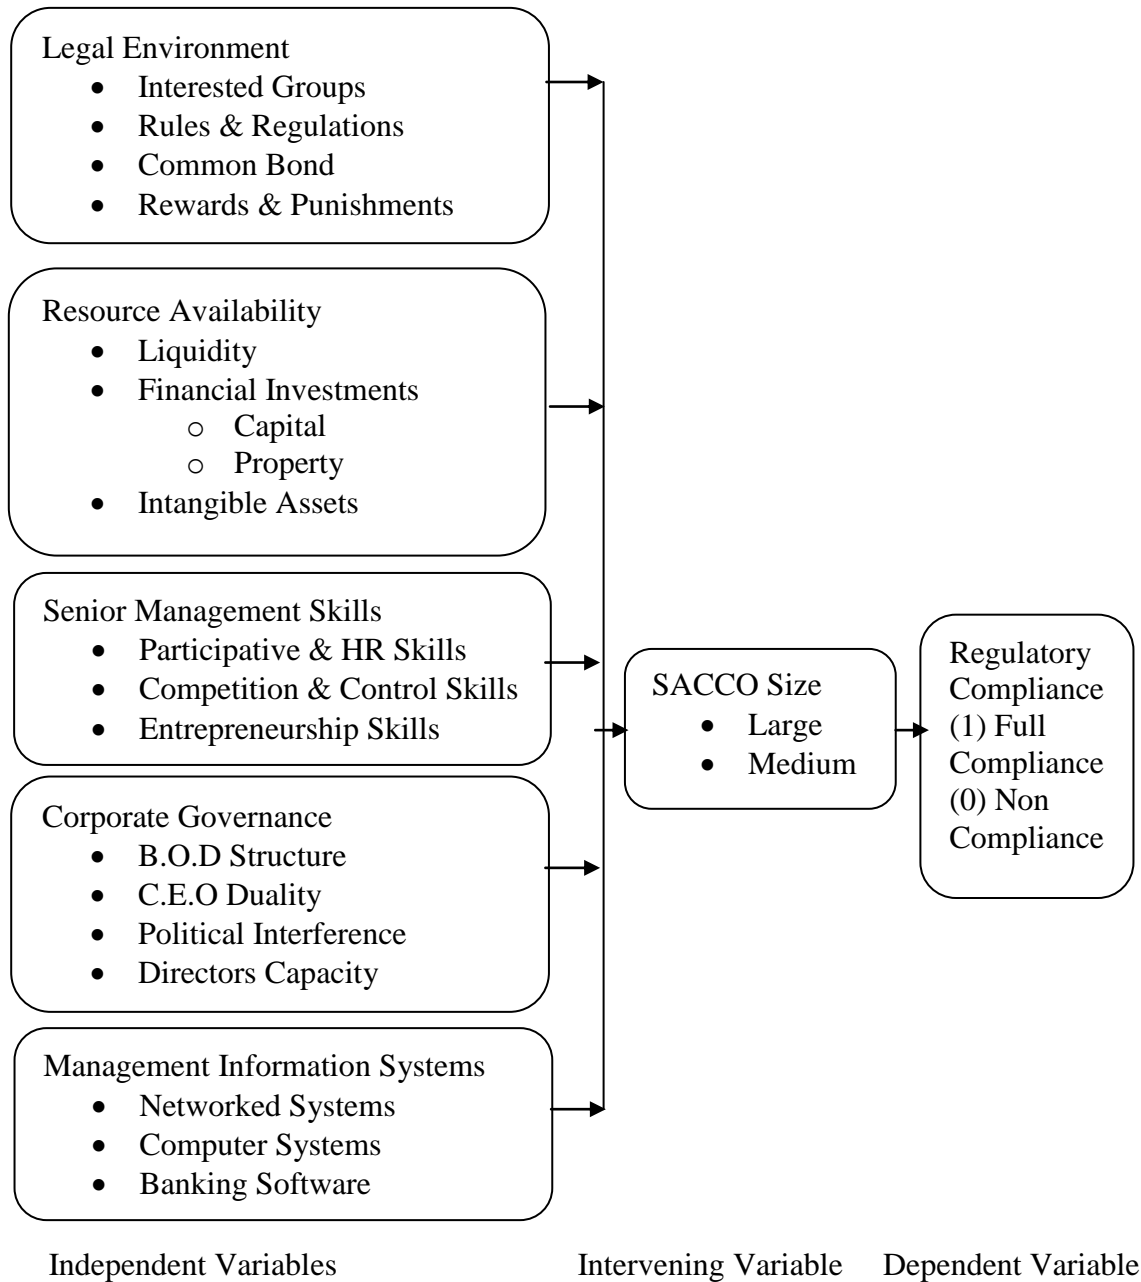 Legal Environment
• Interested Groups
• Rules & Regulations
• Common Bond
• Rewards & Punishments
Resource Availability
• Liquidity
• Financial Investments
o Capital
o Property
• Intangible Assets
Senior Management Skills
• Participative & HR Skills
• Competition & Control Skills
• Entrepreneurship Skills
Corporate Governance
• B.O.D Structure
• C.E.O Duality
• Political Interference
• Directors Capacity
Management Information Systems
• Networked Systems
• Computer Systems
• Banking Software
SACCO Size
• Large
• Medium
Regulatory
Compliance
(1) Full
Compliance
(0) Non
Compliance
Independent Variables
Intervening Variable
Dependent Variable